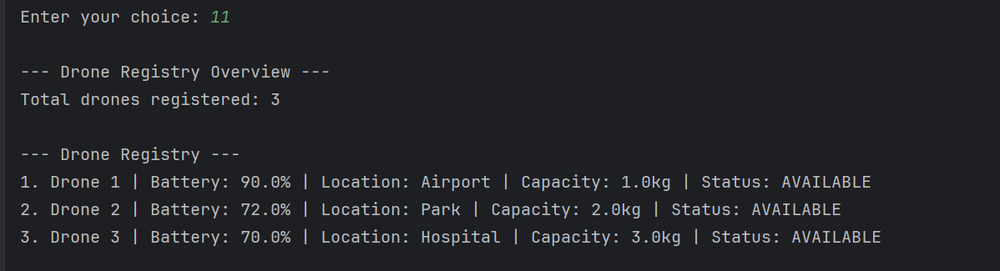 Enter your choice: 11
--- Drone Registry Overview ---
Total drones registered: 3
--- Drone Registry ---
1. Drone 1 | Battery: 90.0% | Location: Airport | Capacity: 1.0kg | Status: AVAILABLE
2. Drone 2 | Battery: 72.0% | Location: Park | Capacity: 2.0kg | Status: AVAILABLE
3. Drone 3 | Battery: 70.0% | Location: Hospital | Capacity: 3.0kg | Status: AVAILABLE